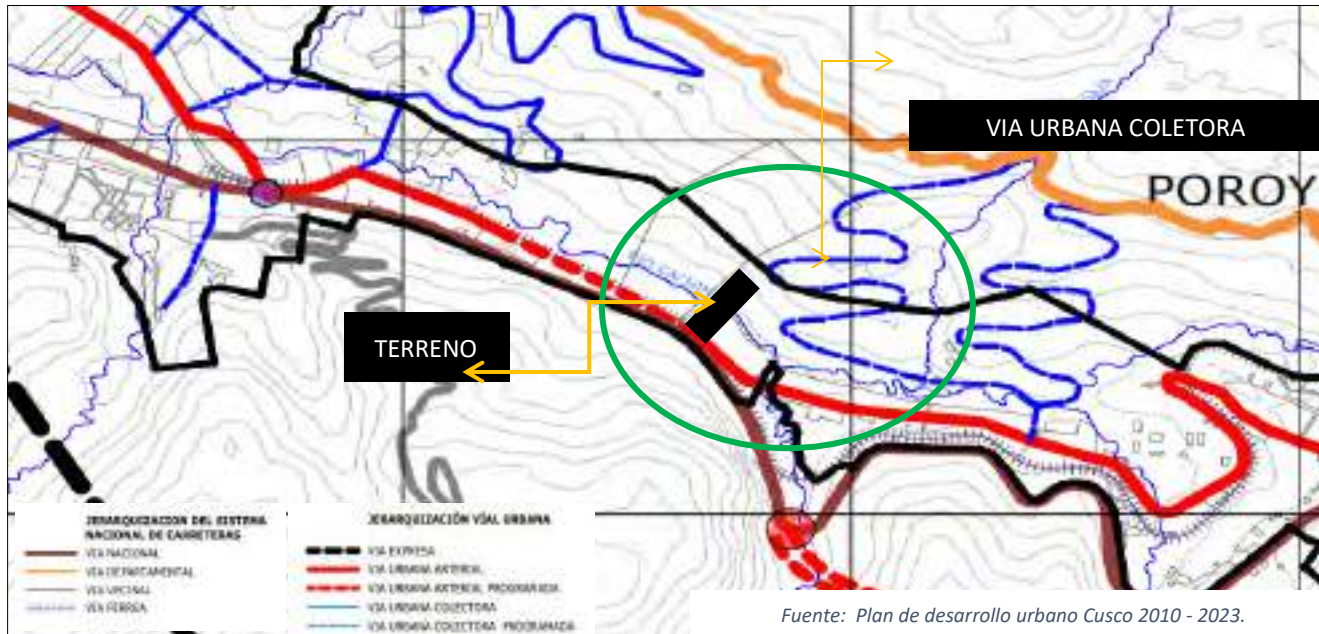 VIA URBANA COLETORA
POROY
TERRENO
JERARQUIZACION DEL SISTEMA
NACIONAL DE CARRETERAS
VIA NACIONAL
VIA DEPARTAMENTAL
VIA VECINAL
VIA FERREA
JERARQUIZACIÓN VIAL URBANA
VIA EXPRESA
VIA URBANA ARTERIAL
VIA URBANA ARTERIAL PROGRAMADA
VIA URBANA COLECTORA
VIA URBANA COLECTORA PROGRAMADA
Fuente: Plan de desarrollo urbano Cusco 2010 - 2023.